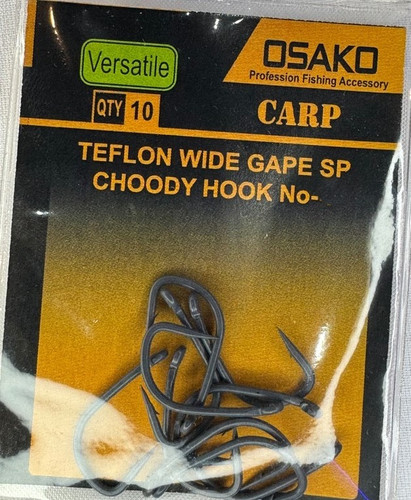 Versatile
OSAKO
Profession Fishing Accessory
QTY 10
CARP
TEFLON WIDE GAPE SP
CHOODY HOOK No-